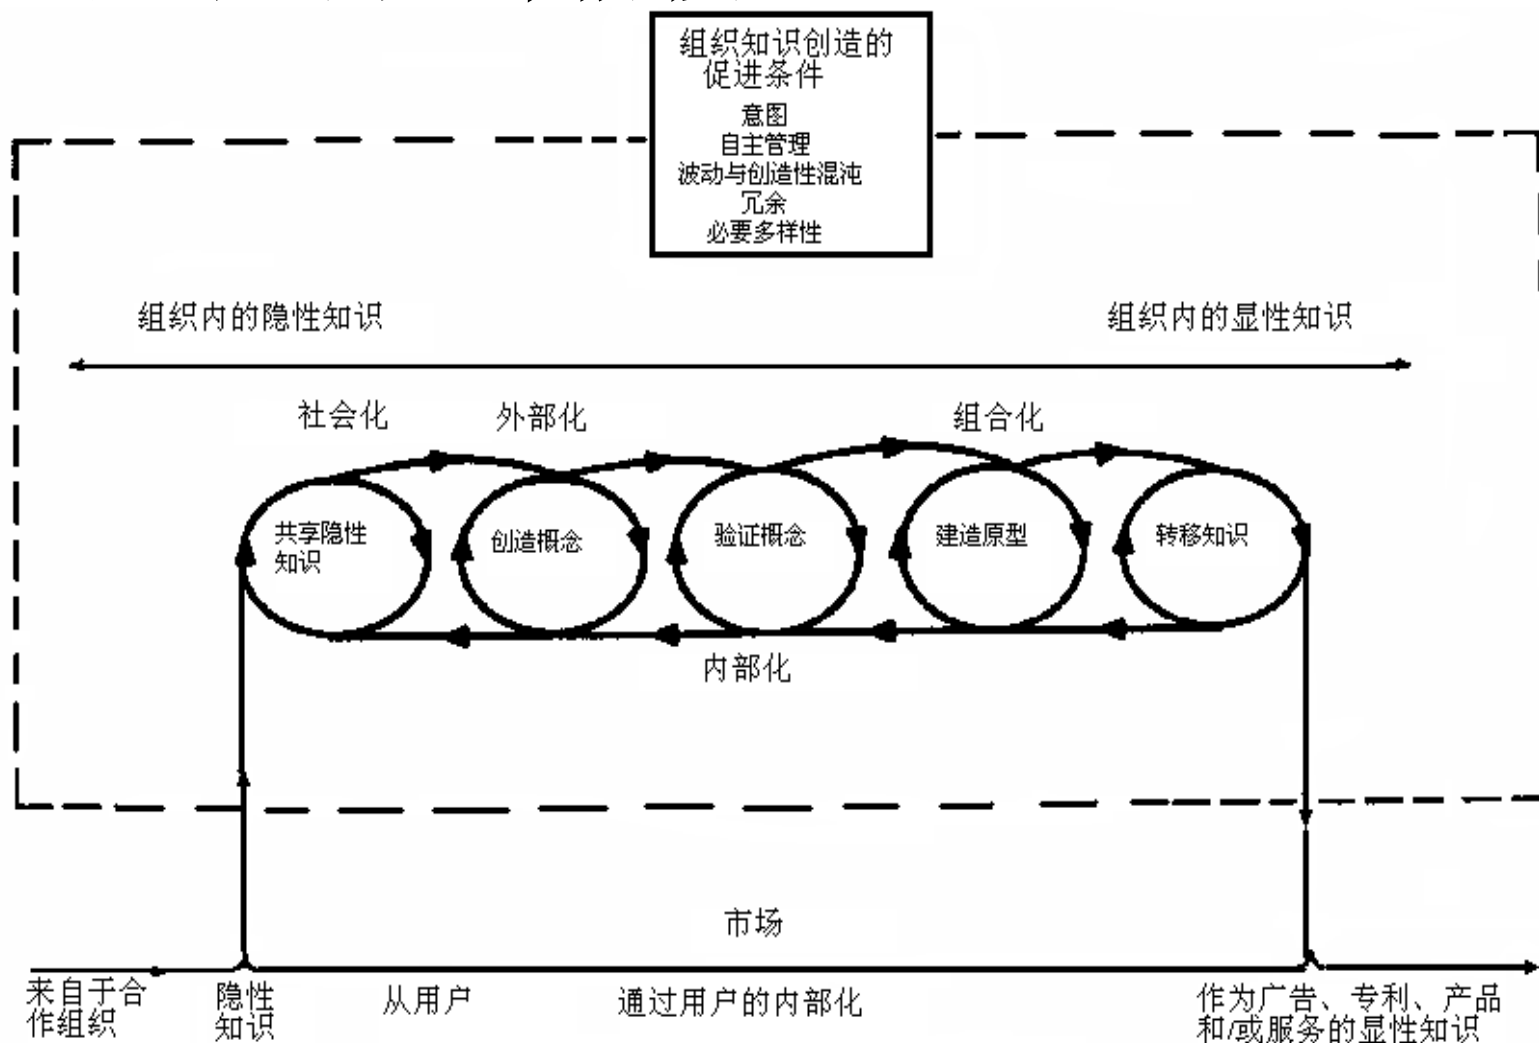 组织知识创造的
促进条件
意图
自主管理
波动与创造性混沌
冗余
必要多样性
组织内的隐性知识
组织内的显性知识
社会化
外部化
组合化
共享隐性
知识
创造概念
验证概念
建造原型
转移知识
内部化
市场
来自于合
作组织
隐性
知识
从用户
通过用户的内部化
作为广告、专利、产品
和/或服务的显性知识